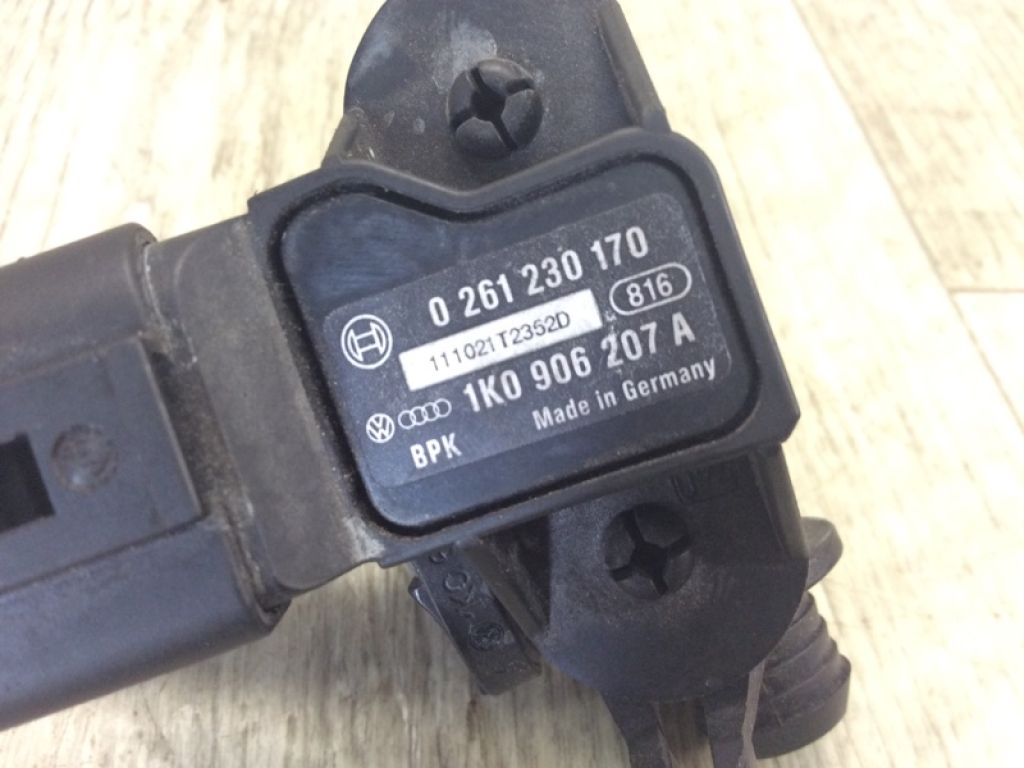 0 261 230 170
816
111021T2352D
1K0 906 207 A
BPK Made in Germany